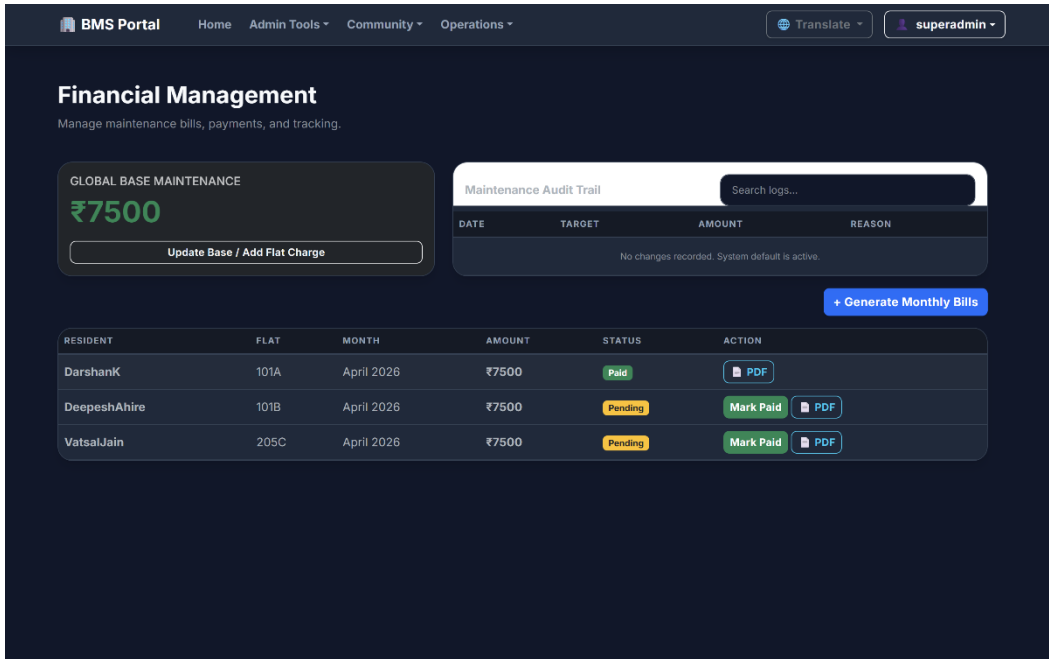 BMS Portal Home Admin Tools Community Operations Translate superadmin
Financial Management
Manage maintenance bills, payments, and tracking.
GLOBAL BASE MAINTENANCE
₹7500
Update Base / Add Flat Charge
Maintenance Audit Trail Search logs...
DATE TARGET AMOUNT REASON
No changes recorded. System default is active.
+ Generate Monthly Bills
RESIDENT FLAT MONTH AMOUNT STATUS ACTION
DarshanK 101A April 2026 ₹7500 Paid PDF
DeepeshAhire 101B April 2026 ₹7500 Pending Mark Paid PDF
VatsalJain 205C April 2026 ₹7500 Pending Mark Paid PDF